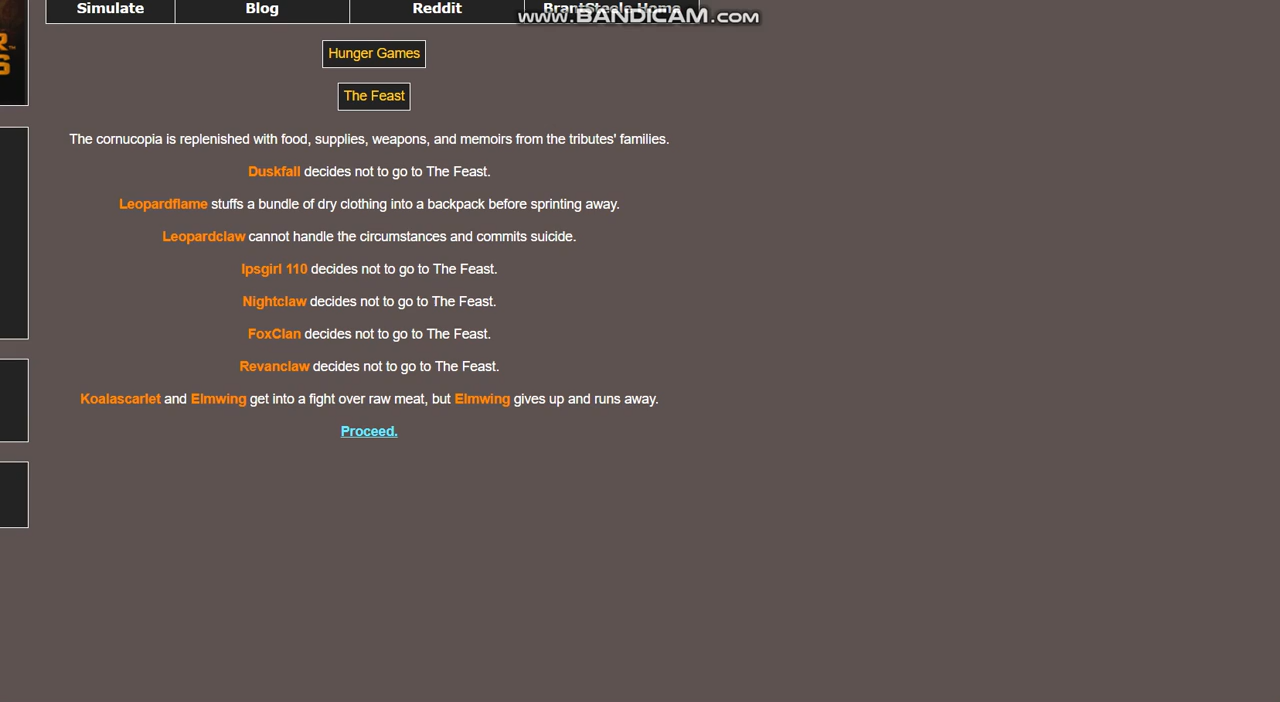 Simulate Blog Reddit BrantSteele Home
www.BANDICAM.com
R™
S
Hunger Games
The Feast
The cornucopia is replenished with food, supplies, weapons, and memoirs from the tributes' families.
Duskfall decides not to go to The Feast.
Leopardflame stuffs a bundle of dry clothing into a backpack before sprinting away.
Leopardclaw cannot handle the circumstances and commits suicide.
Ipsgirl 110 decides not to go to The Feast.
Nightclaw decides not to go to The Feast.
FoxClan decides not to go to The Feast.
Revanclaw decides not to go to The Feast.
Koalascarlet and Elmwing get into a fight over raw meat, but Elmwing gives up and runs away.
Proceed.